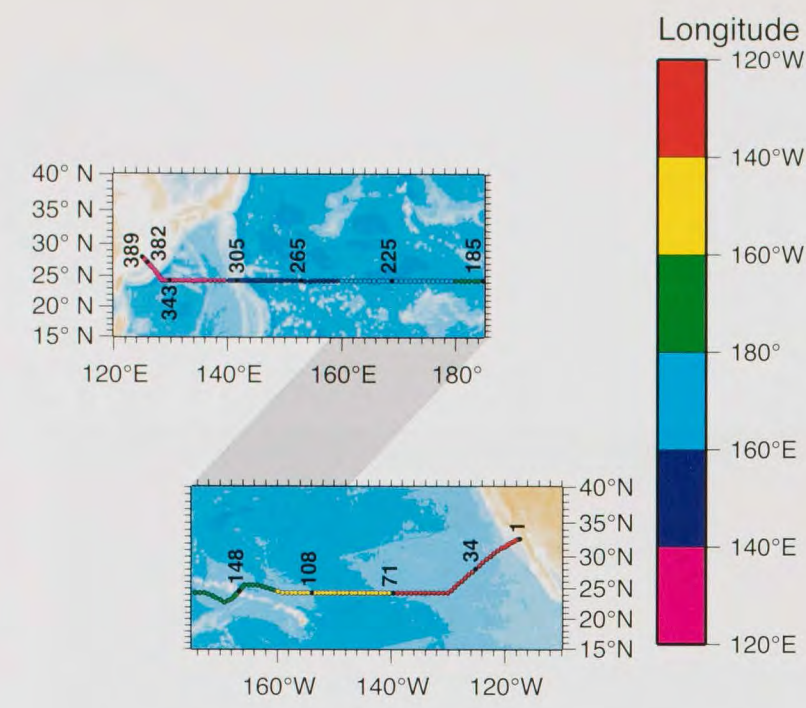 Longitude
120°W
140°W
160°W
180°
160°E
140°E
120°E
40° N
35° N
30° N
25° N
20° N
15° N
389
382
343
305
265
225
185
120°E
140°E
160°E
180°
148
108
71
34
1
40°N
35°N
30°N
25°N
20°N
15°N
160°W
140°W
120°W